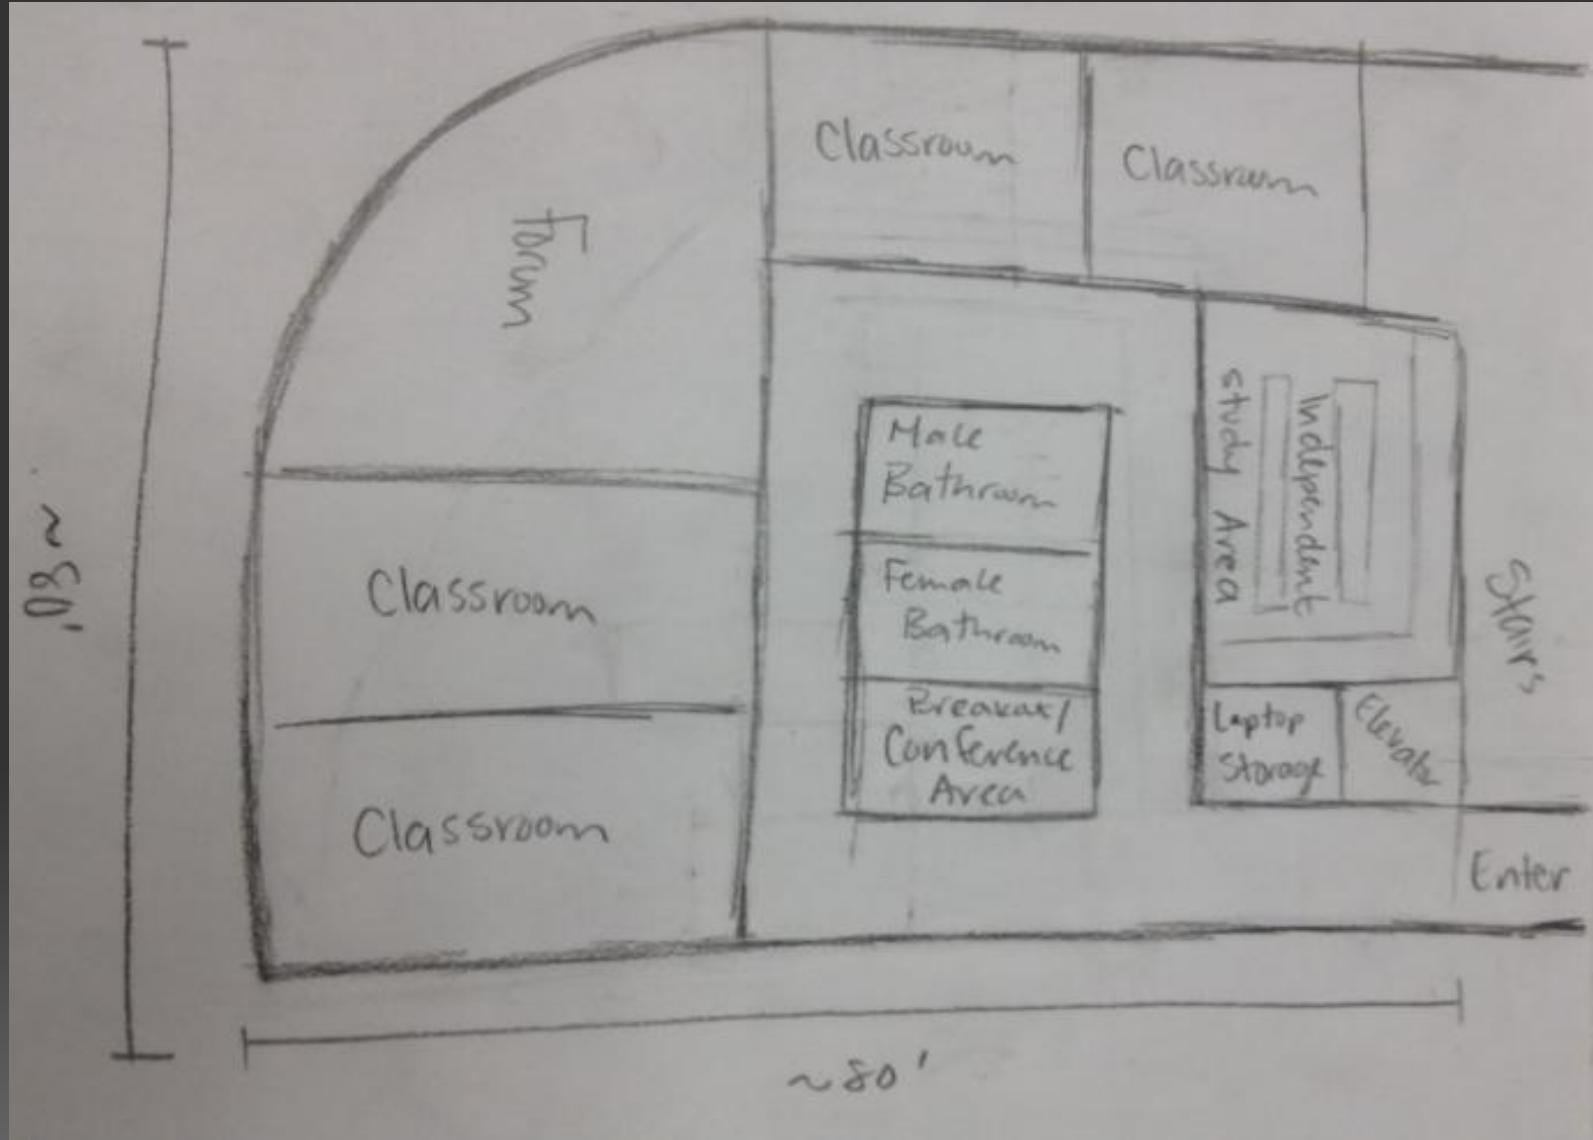 Classroom
Classroom
Forum
Male
Bathroom
Independent
study Area
~80'
Female
Bathroom
Classroom
Stairs
Conference
Area
Laptop
Storage
Elevator
Classroom
Enter
~80'